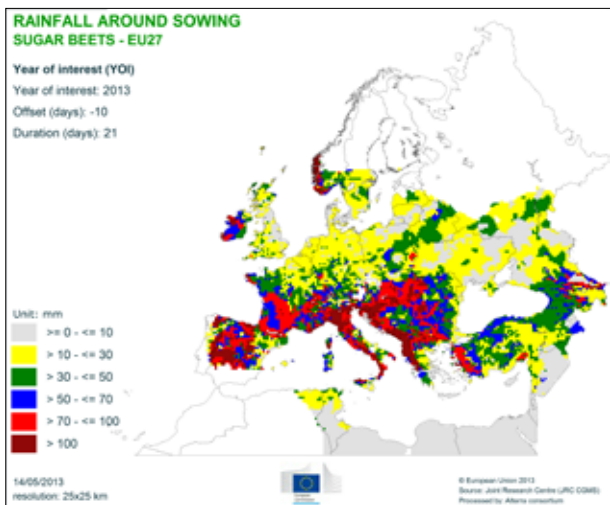 RAINFALL AROUND SOWING
SUGAR BEETS - EU27
Year of interest (YOI)
Year of interest: 2013
Offset (days): -10
Duration (days): 21
Unit: mm
>= 0 - <= 10
> 10 - <= 30
> 30 - <= 50
> 50 - <= 70
> 70 - <= 100
> 100
14/05/2013
resolution: 25x25 km
© European Union 2013
Source: Joint Research Centre (JRC CGMS)
Processed by: Alterra consortium